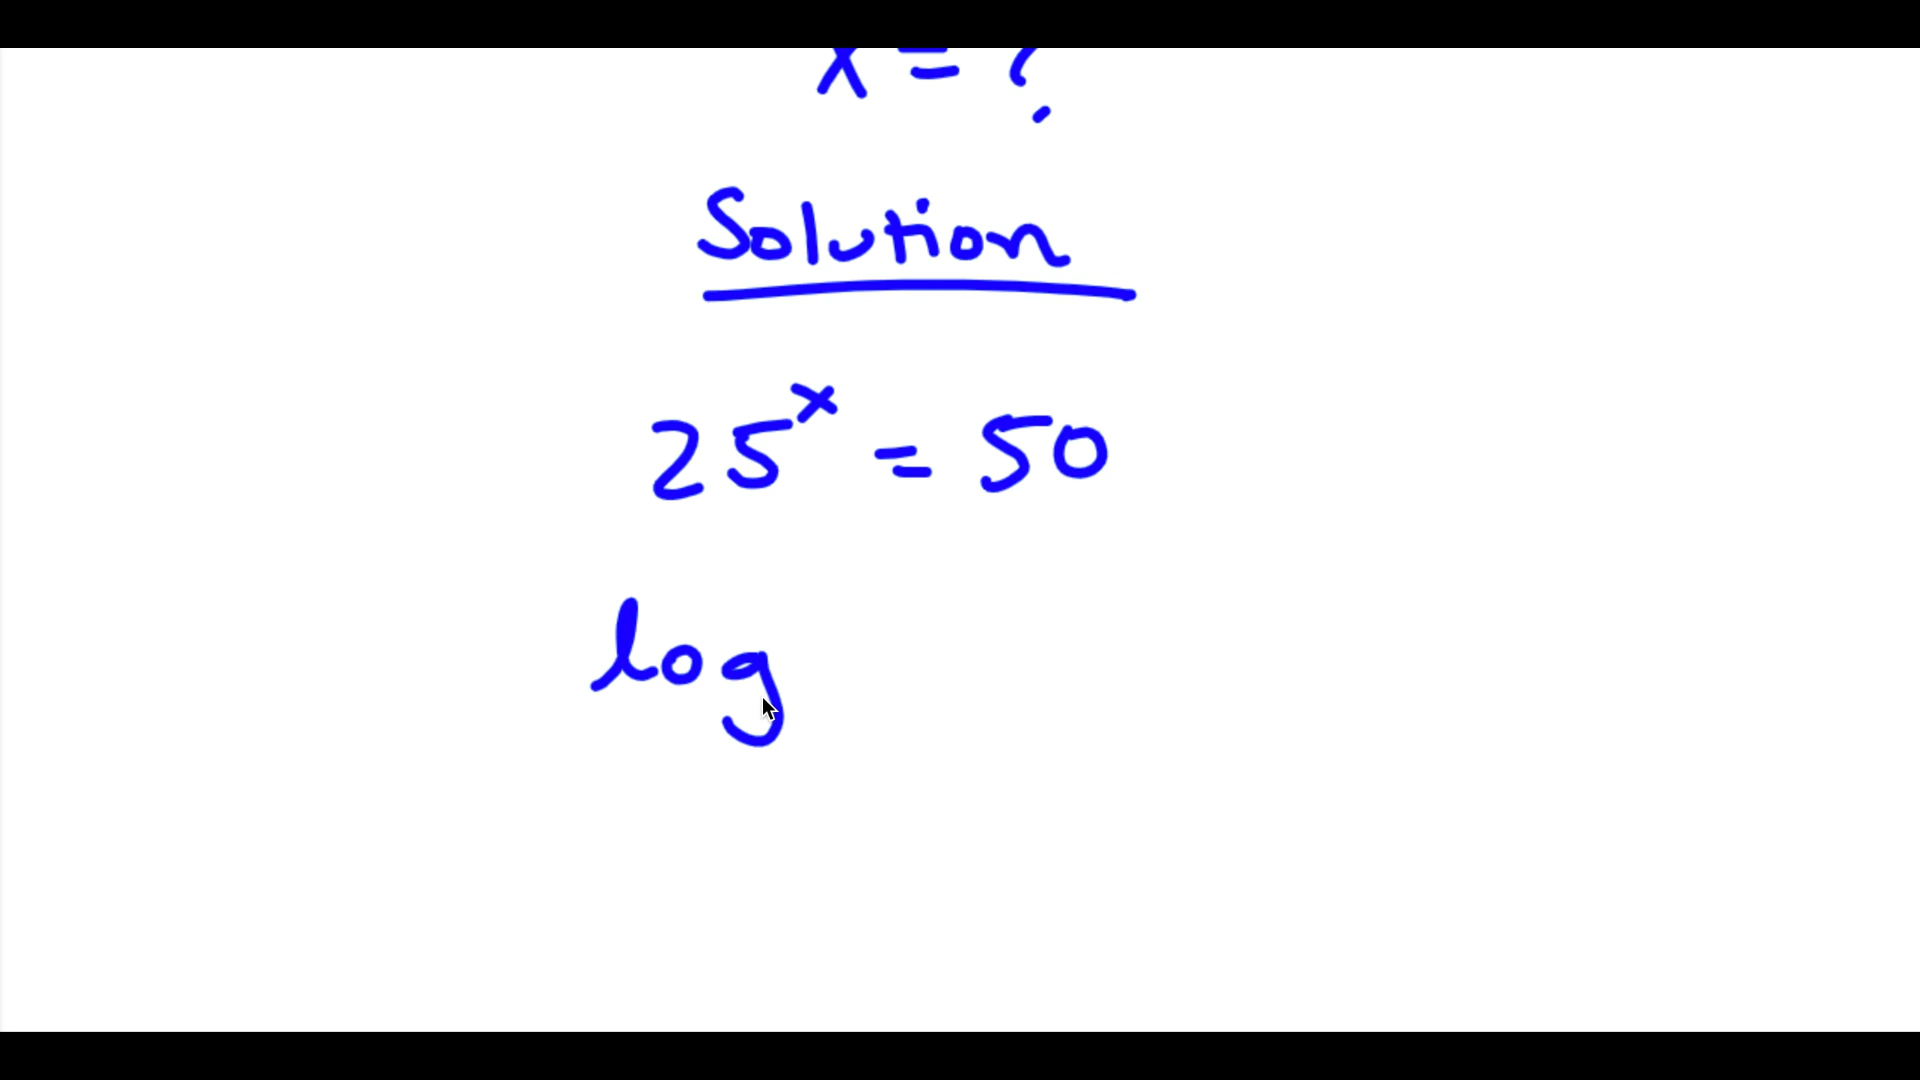 x = ?
Solution
25^x = 50
log